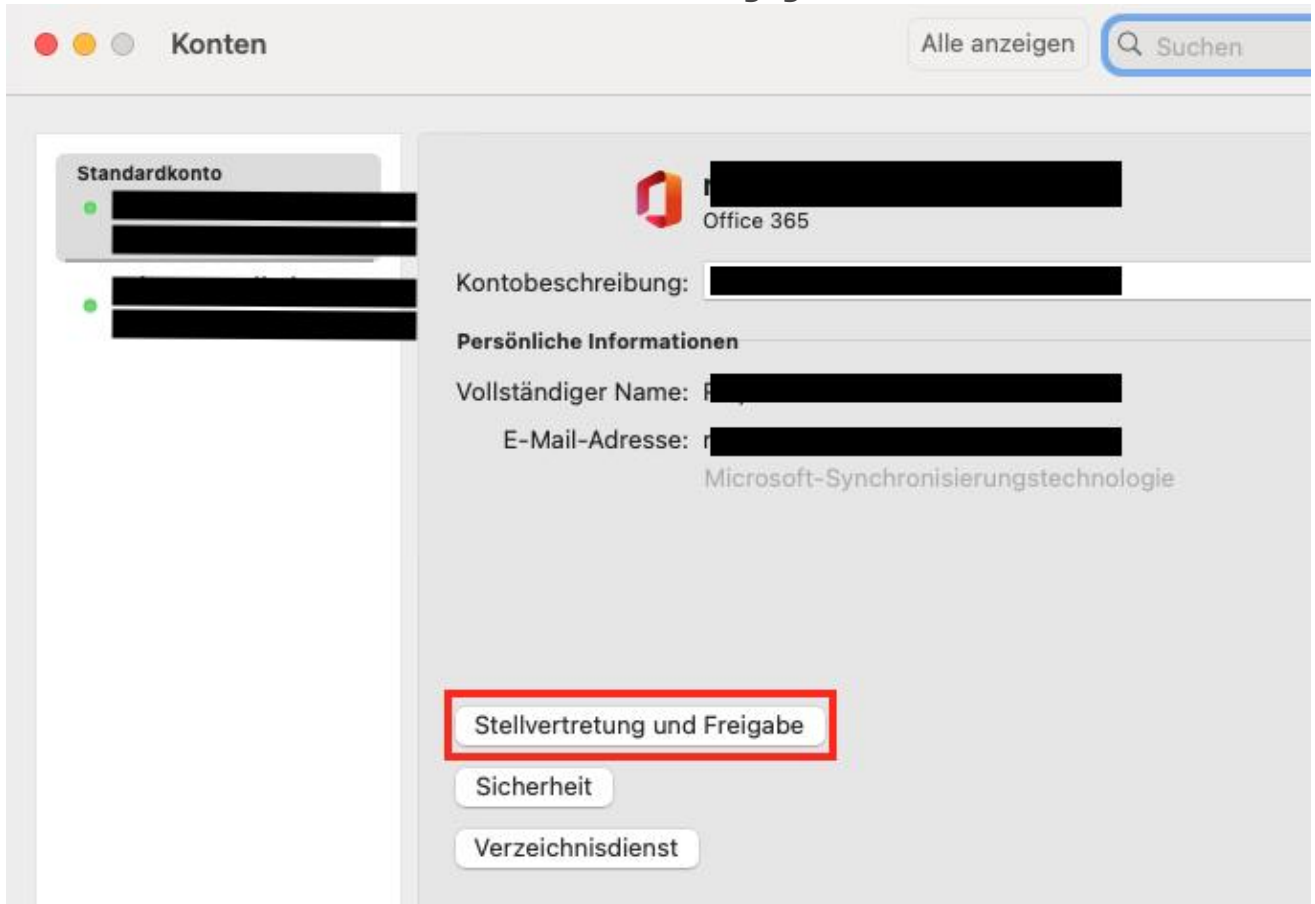 Konten
Alle anzeigen
Suchen
Standardkonto
Office 365
Kontobeschreibung:
Persönliche Informationen
Vollständiger Name:
E-Mail-Adresse:
Microsoft-Synchronisierungstechnologie
Stellvertretung und Freigabe
Sicherheit
Verzeichnisdienst